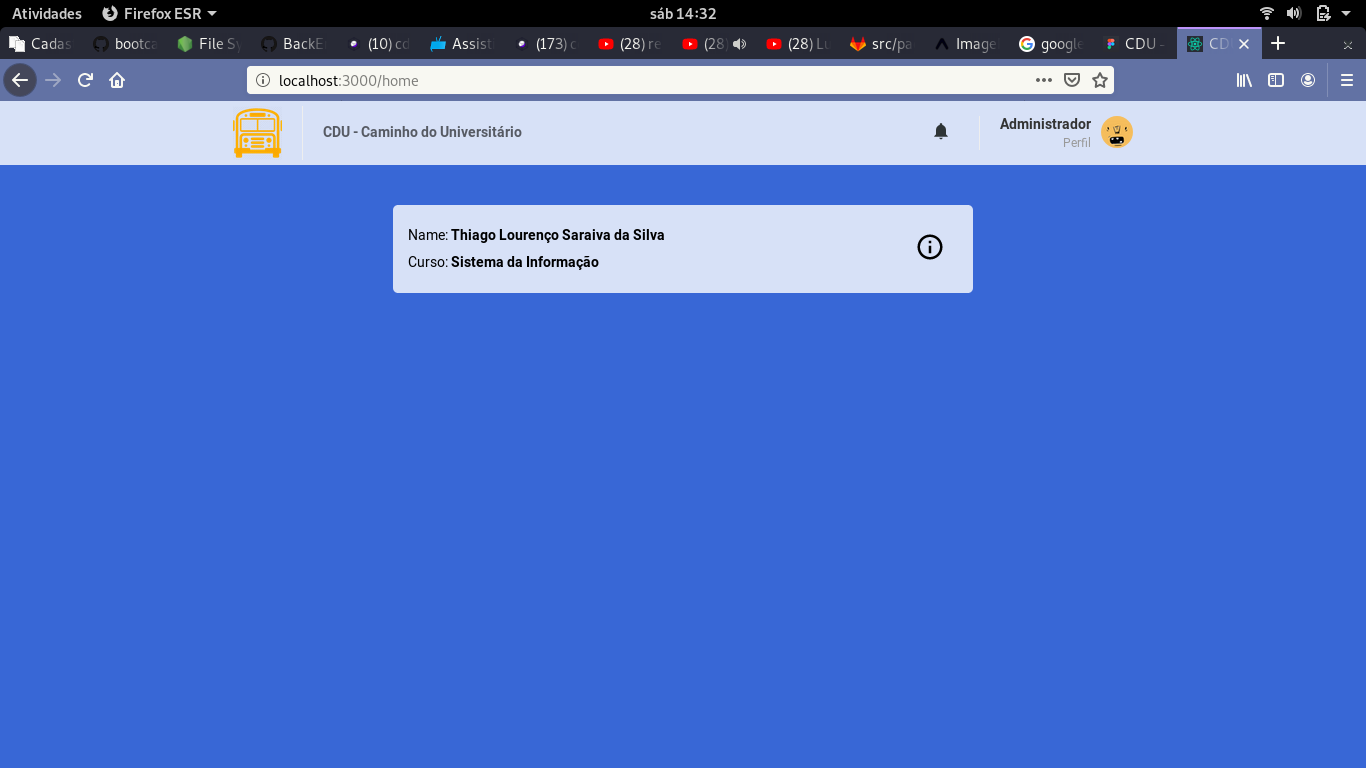 Atividades Firefox ESR sáb 14:32
Cadas bootca File Sy BackE (10) cd Assist (173) c (28) re (28) (28) Lu src/pa Image google CDU - CD
localhost:3000/home
CDU - Caminho do Universitário
Administrador
Perfil
Name: Thiago Lourenço Saraiva da Silva
Curso: Sistema da Informação